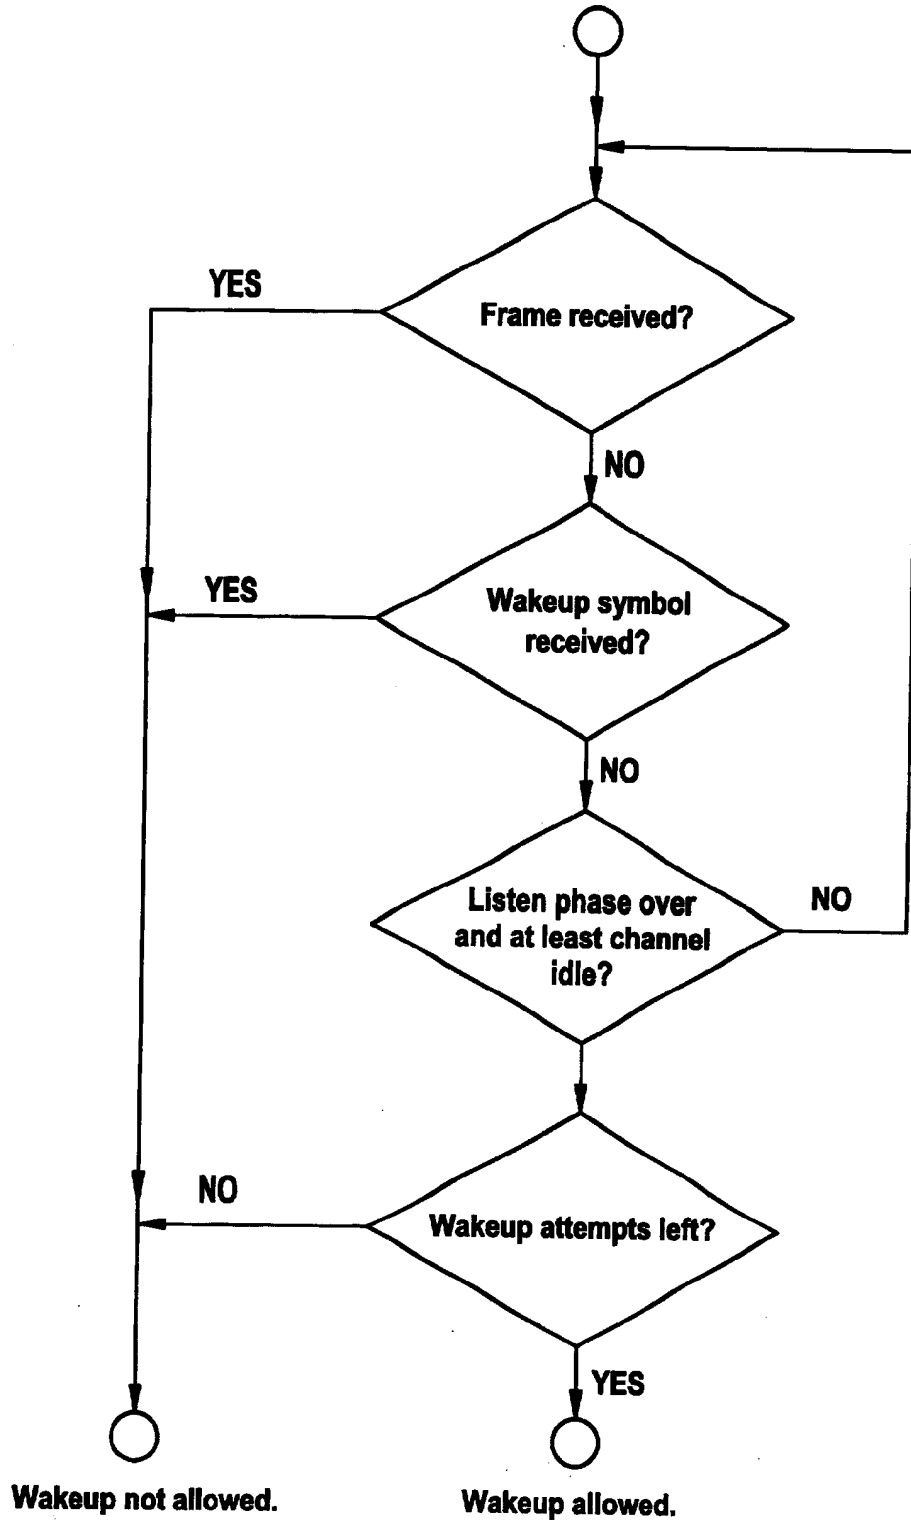 YES
Frame received?
NO
YES
Wakeup symbol
received?
NO
Listen phase over
and at least channel
idle?
NO
NO
Wakeup attempts left?
YES
Wakeup not allowed.
Wakeup allowed.